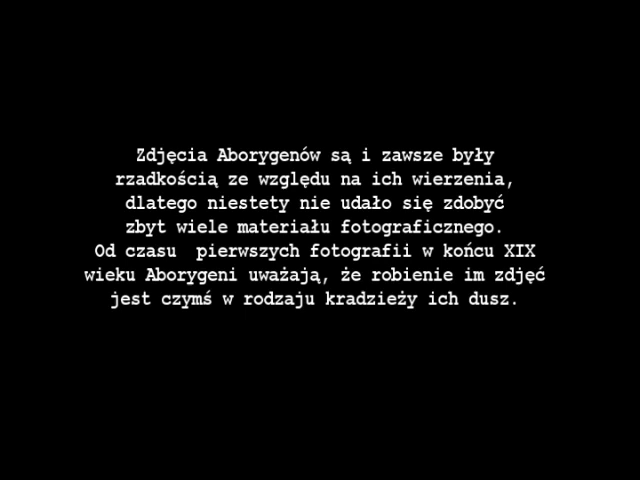 Zdjęcia Aborygenów są i zawsze były
rzadkością ze względu na ich wierzenia,
dlatego niestety nie udało się zdobyć
zbyt wiele materiału fotograficznego.
Od czasu  pierwszych fotografii w końcu XIX
wieku Aborygeni uważają, że robienie im zdjęć
jest czymś w rodzaju kradzieży ich dusz.